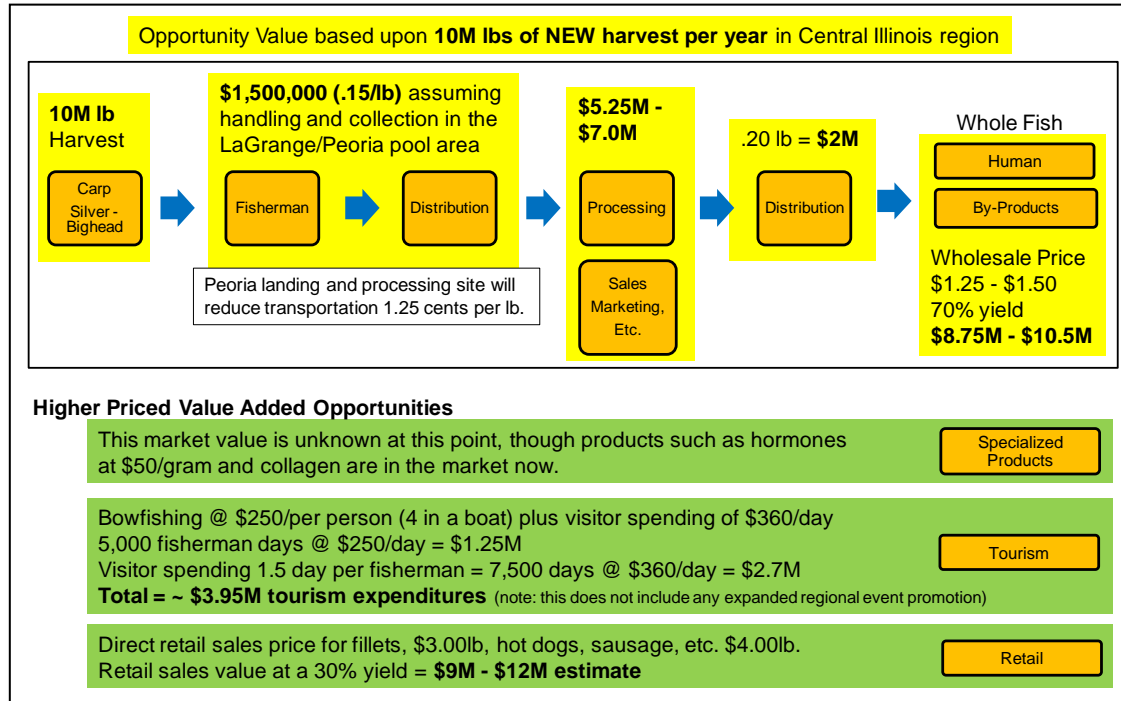 Opportunity Value based upon 10M lbs of NEW harvest per year in Central Illinois region
10M lb
Harvest
Carp
Silver -
Bighead
$1,500,000 (.15/lb) assuming
handling and collection in the
LaGrange/Peoria pool area
Fisherman
Distribution
Peoria landing and processing site will
reduce transportation 1.25 cents per lb.
$5.25M -
$7.0M
Processing
Sales
Marketing,
Etc.
.20 lb = $2M
Distribution
Whole Fish
Human
By-Products
Wholesale Price
$1.25 - $1.50
70% yield
$8.75M - $10.5M
Higher Priced Value Added Opportunities
This market value is unknown at this point, though products such as hormones
at $50/gram and collagen are in the market now.
Specialized
Products
Bowfishing @ $250/per person (4 in a boat) plus visitor spending of $360/day
5,000 fisherman days @ $250/day = $1.25M
Visitor spending 1.5 day per fisherman = 7,500 days @ $360/day = $2.7M
Total = ~ $3.95M tourism expenditures (note: this does not include any expanded regional event promotion)
Tourism
Direct retail sales price for fillets, $3.00lb, hot dogs, sausage, etc. $4.00lb.
Retail sales value at a 30% yield = $9M - $12M estimate
Retail